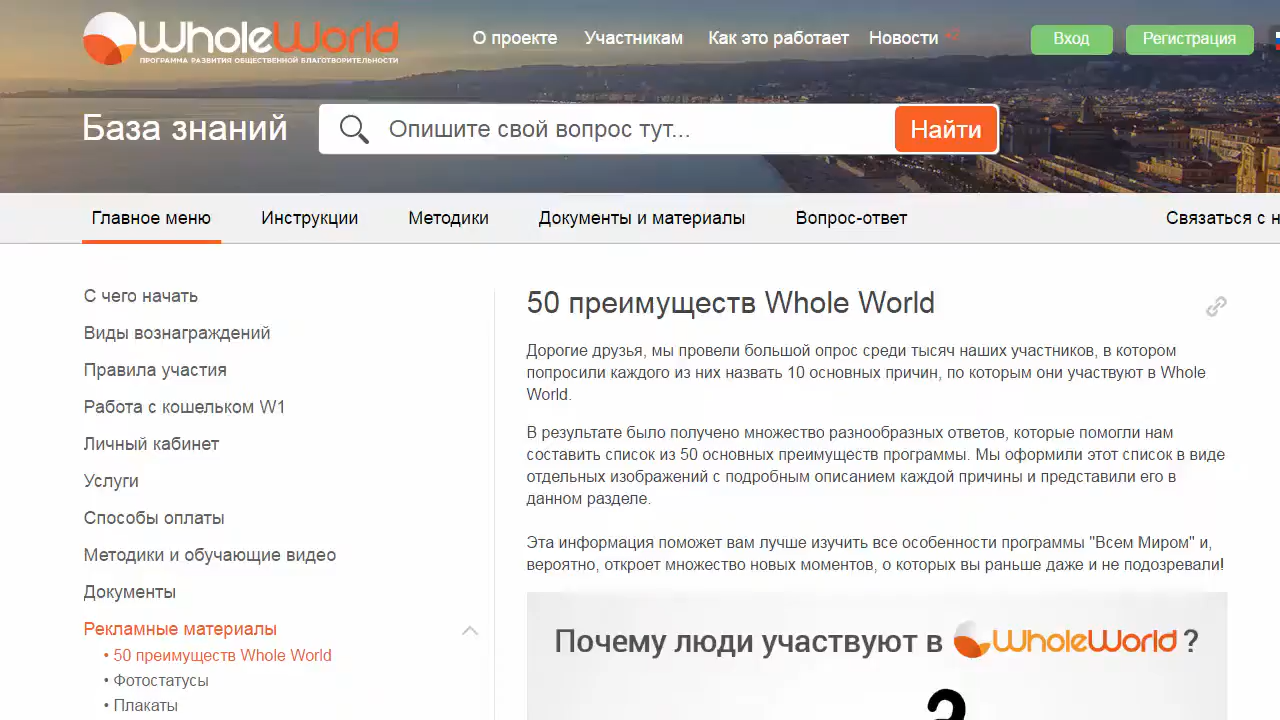 WholeWorld
ПРОГРАММА РАЗВИТИЯ ОБЩЕСТВЕННОЙ БЛАГОТВОРИТЕЛЬНОСТИ
О проекте Участникам Как это работает Новости +2
Вход Регистрация
База знаний
Опишите свой вопрос тут...
Найти
Главное меню Инструкции Методики Документы и материалы Вопрос-ответ Связаться с н
С чего начать
Виды вознаграждений
Правила участия
Работа с кошельком W1
Личный кабинет
Услуги
Способы оплаты
Методики и обучающие видео
Документы
Рекламные материалы
• 50 преимуществ Whole World
• Фотостатусы
• Плакаты
50 преимуществ Whole World
Дорогие друзья, мы провели большой опрос среди тысяч наших участников, в котором
попросили каждого из них назвать 10 основных причин, по которым они участвуют в Whole
World.
В результате было получено множество разнообразных ответов, которые помогли нам
составить список из 50 основных преимуществ программы. Мы оформили этот список в виде
отдельных изображений с подробным описанием каждой причины и представили его в
данном разделе.
Эта информация поможет вам лучше изучить все особенности программы "Всем Миром" и,
вероятно, откроет множество новых моментов, о которых вы раньше даже и не подозревали!
Почему люди участвуют в WholeWorld ?
?